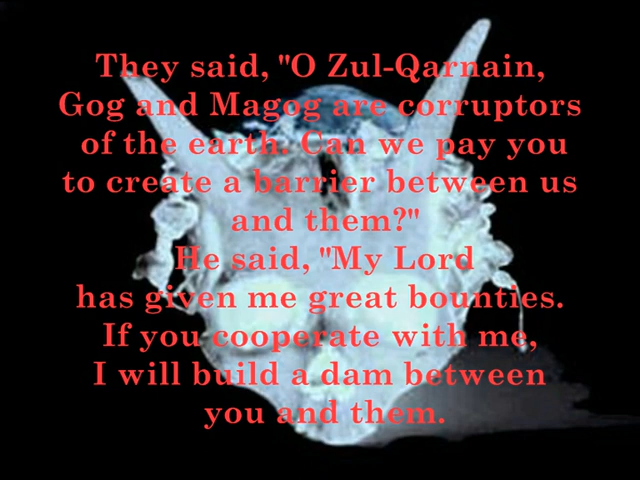 They said, "O Zul-Qarnain,
Gog and Magog are corruptors
of the earth. Can we pay you
to create a barrier between us
and them?"
He said, "My Lord
has given me great bounties.
If you cooperate with me,
I will build a dam between
you and them.